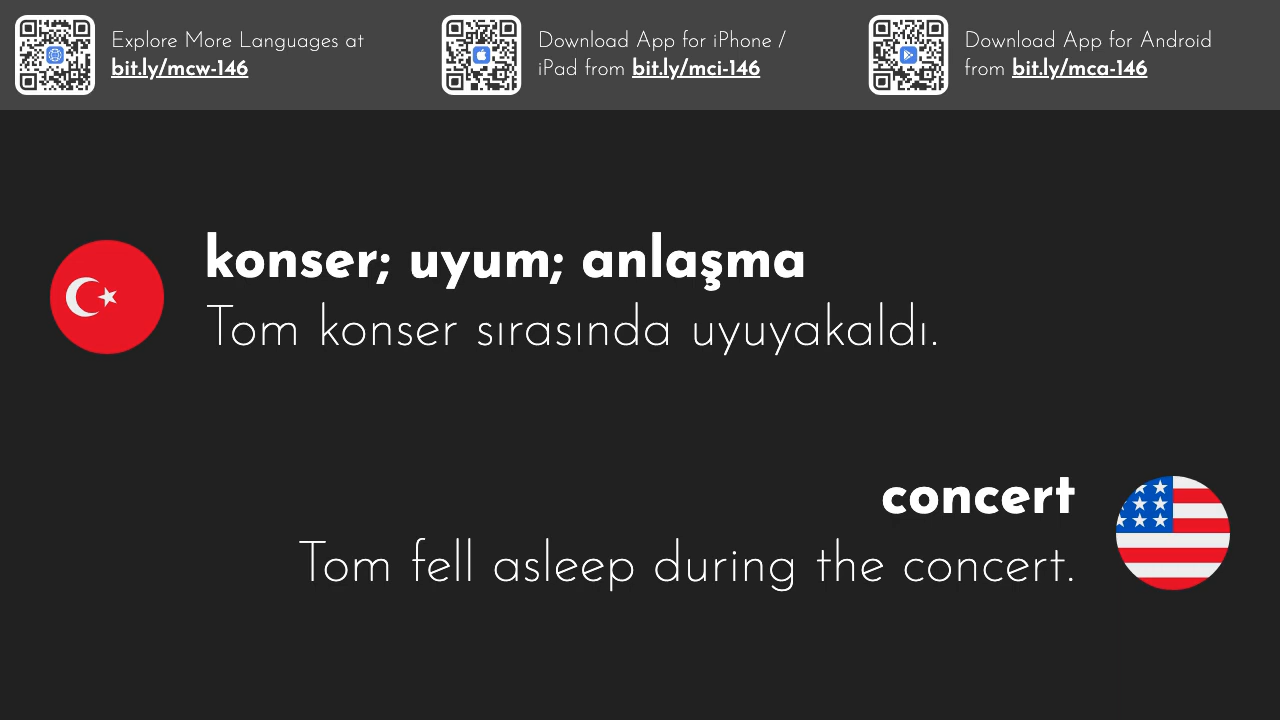 Explore More Languages at
bit.ly/mcw-146
Download App for iPhone /
iPad from bit.ly/mci-146
Download App for Android
from bit.ly/mca-146
konser; uyum; anlaşma
Tom konser sırasında uyuyakaldı.
concert
Tom fell asleep during the concert.